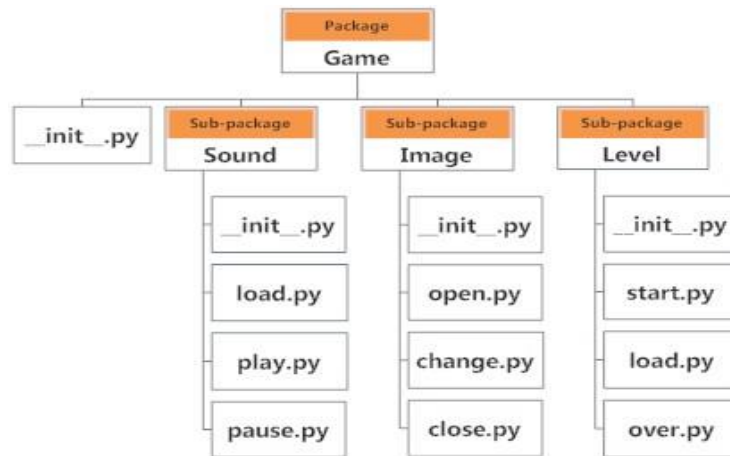 Package
Game
__init__.py
Sub-package
Sound
__init__.py
load.py
play.py
pause.py
Sub-package
Image
__init__.py
open.py
change.py
close.py
Sub-package
Level
__init__.py
start.py
load.py
over.py